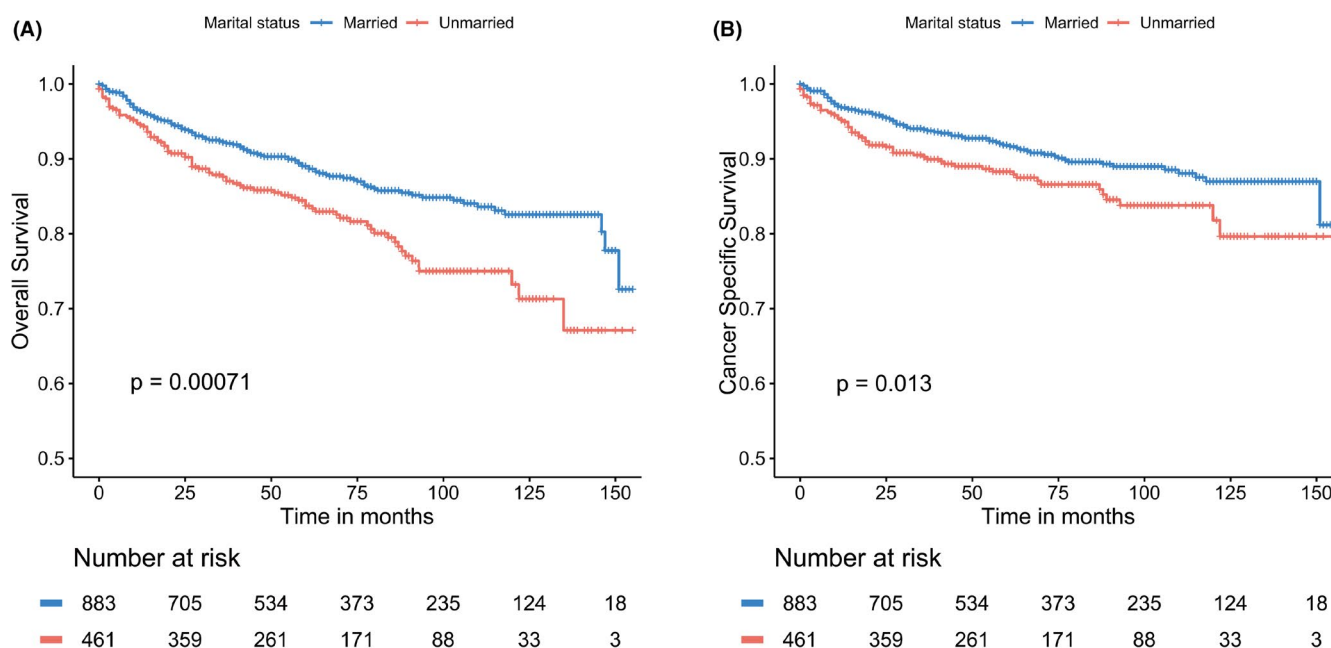 (A)
Marital status Married Unmarried
Overall Survival
1.0
0.9
0.8
0.7
0.6
0.5
p = 0.00071
0 25 50 75 100 125 150
Time in months
Number at risk
883 705 534 373 235 124 18
461 359 261 171 88 33 3
(B)
Marital status Married Unmarried
Cancer Specific Survival
1.0
0.9
0.8
0.7
0.6
0.5
p = 0.013
0 25 50 75 100 125 150
Time in months
Number at risk
883 705 534 373 235 124 18
461 359 261 171 88 33 3